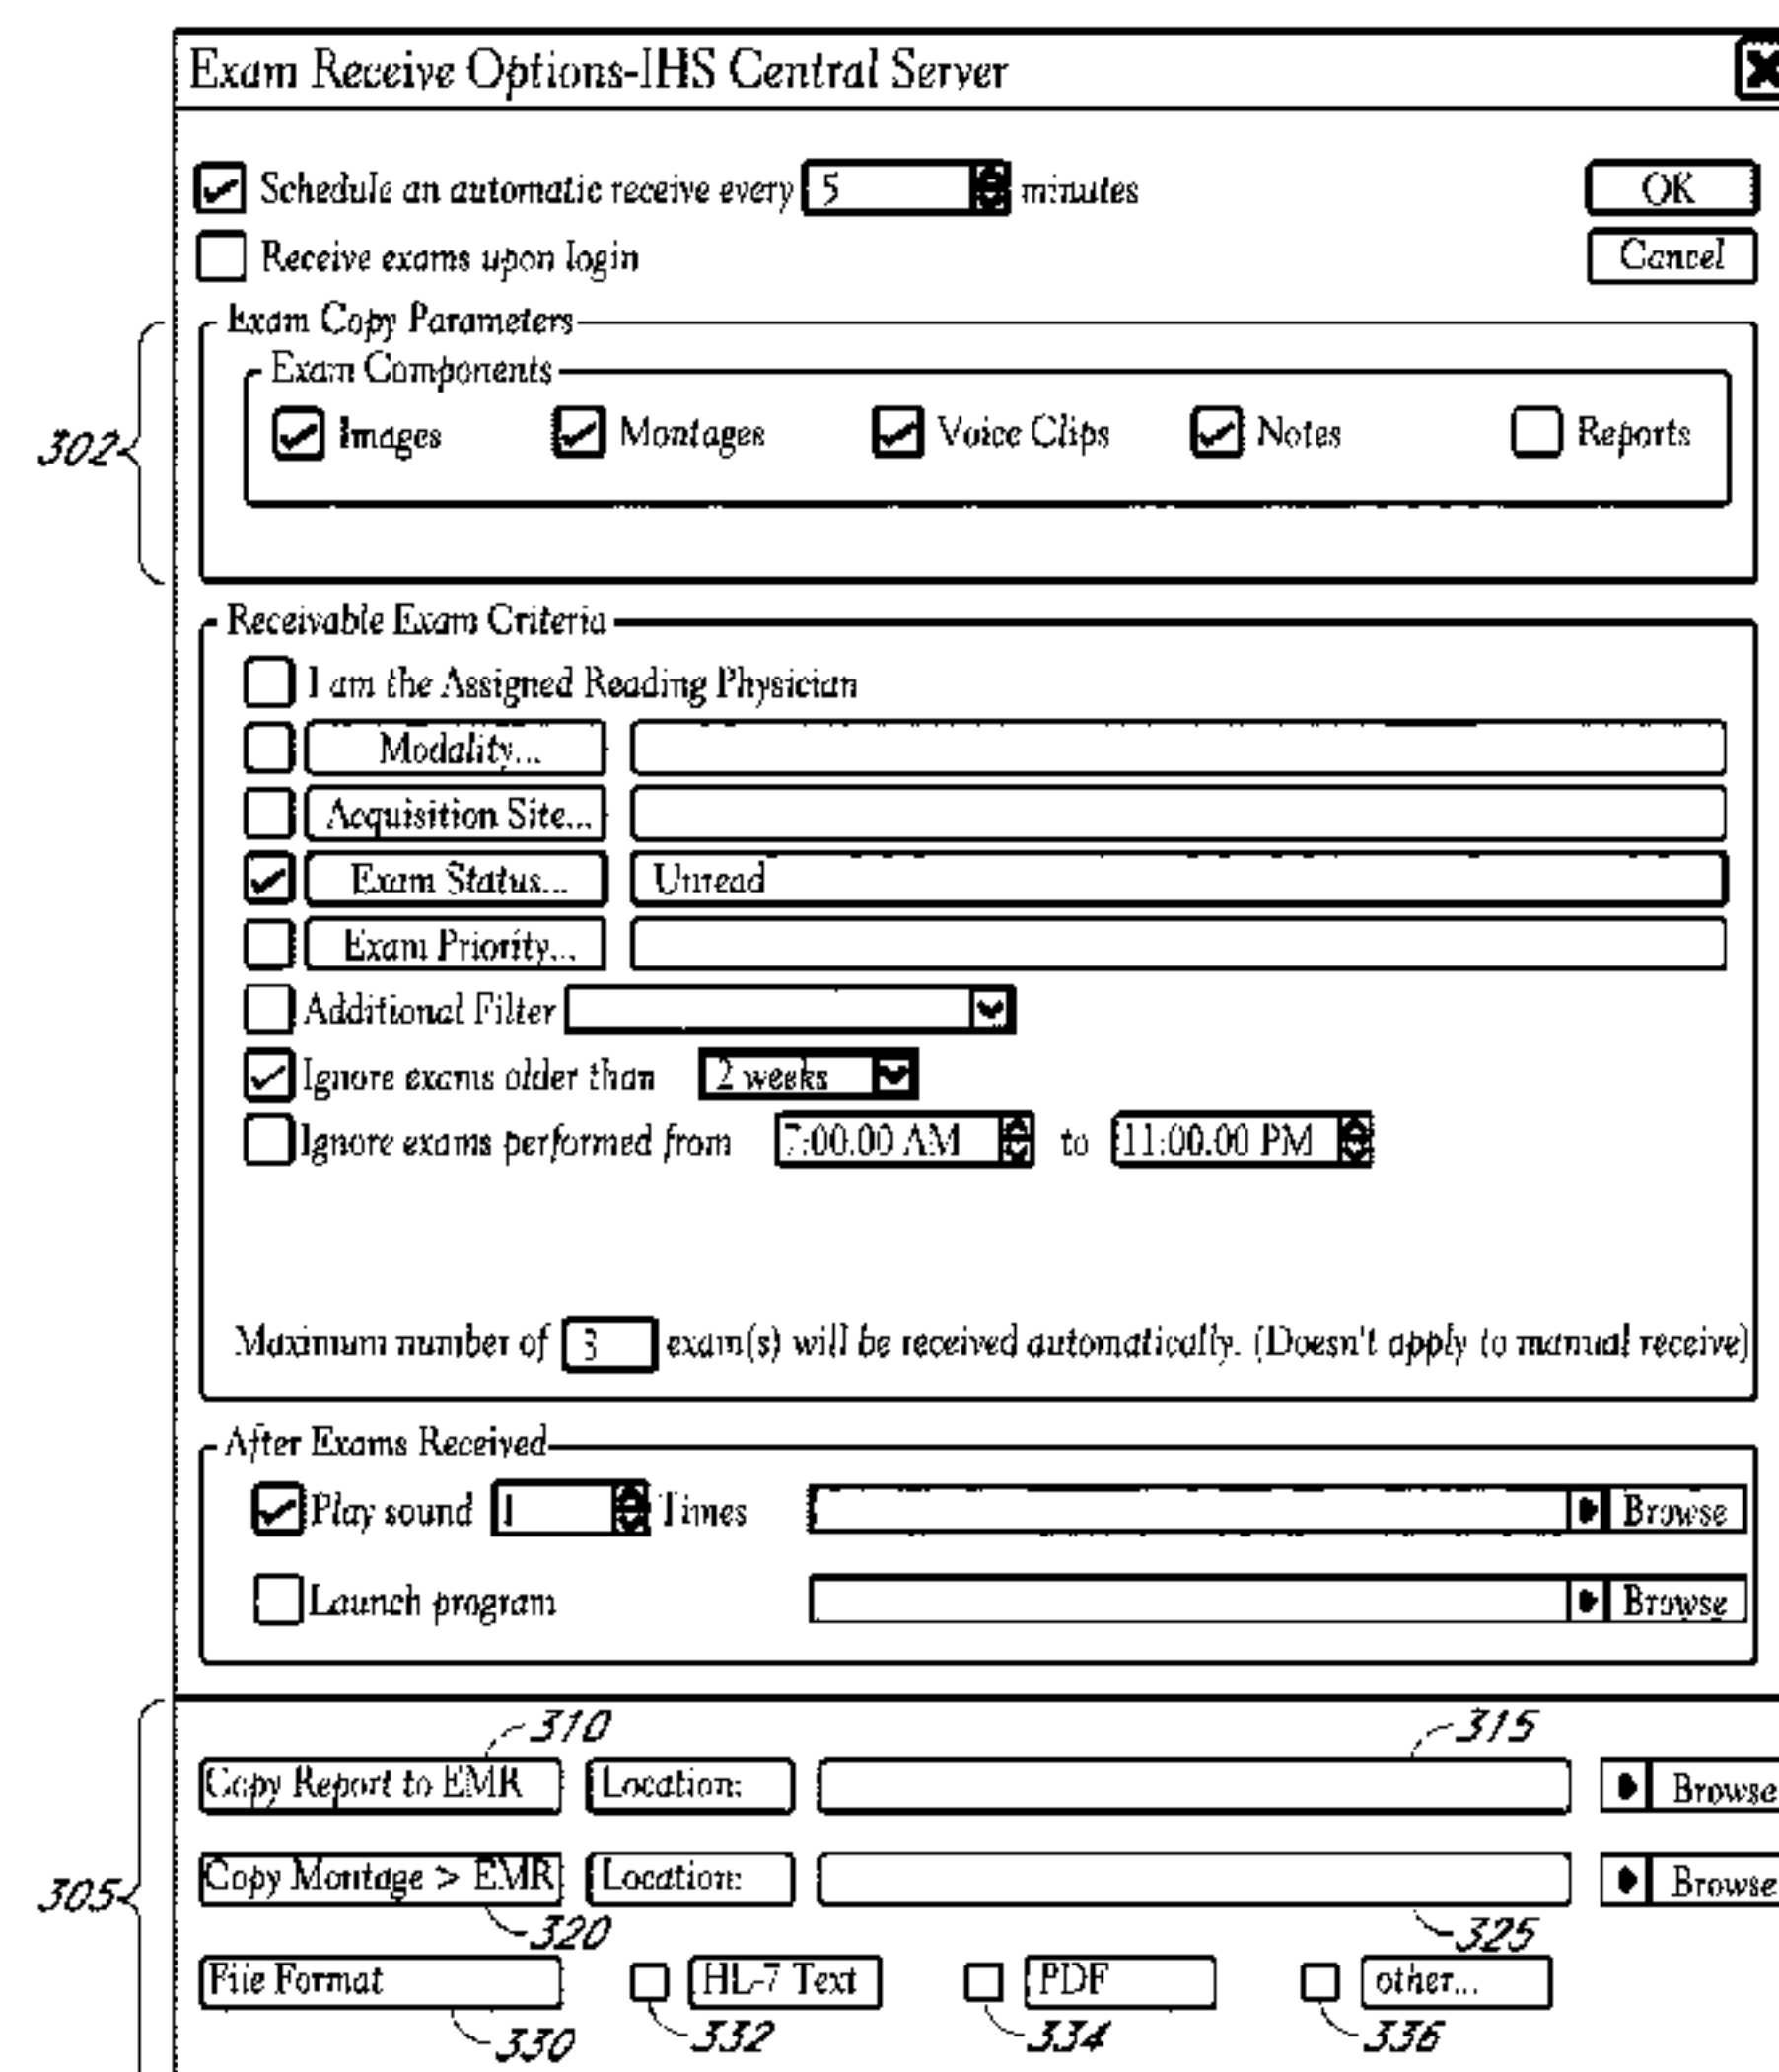 Exam Receive Options-IHS Central Server
Schedule an automatic receive every 5 minutes OK
Receive exams upon login Cancel
Exam Copy Parameters
Exam Components
302 Images Montages Voice Clips Notes Reports
Receivable Exam Criteria
I am the Assigned Reading Physician
Modality...
Acquisition Site...
Exam Status... Unread
Exam Priority...
Additional Filter
Ignore exams older than 2 weeks
Ignore exams performed from 7:00.00 AM to 11:00.00 PM
Maximum number of 3 exam(s) will be received automatically. (Doesn't apply to manual receive)
After Exams Received
Play sound 1 Times Browse
Launch program Browse
310 315
Copy Report to EMR Location: Browse
305 Copy Montage > EMR Location: Browse
320 325
File Format HL-7 Text PDF other...
330 332 334 336